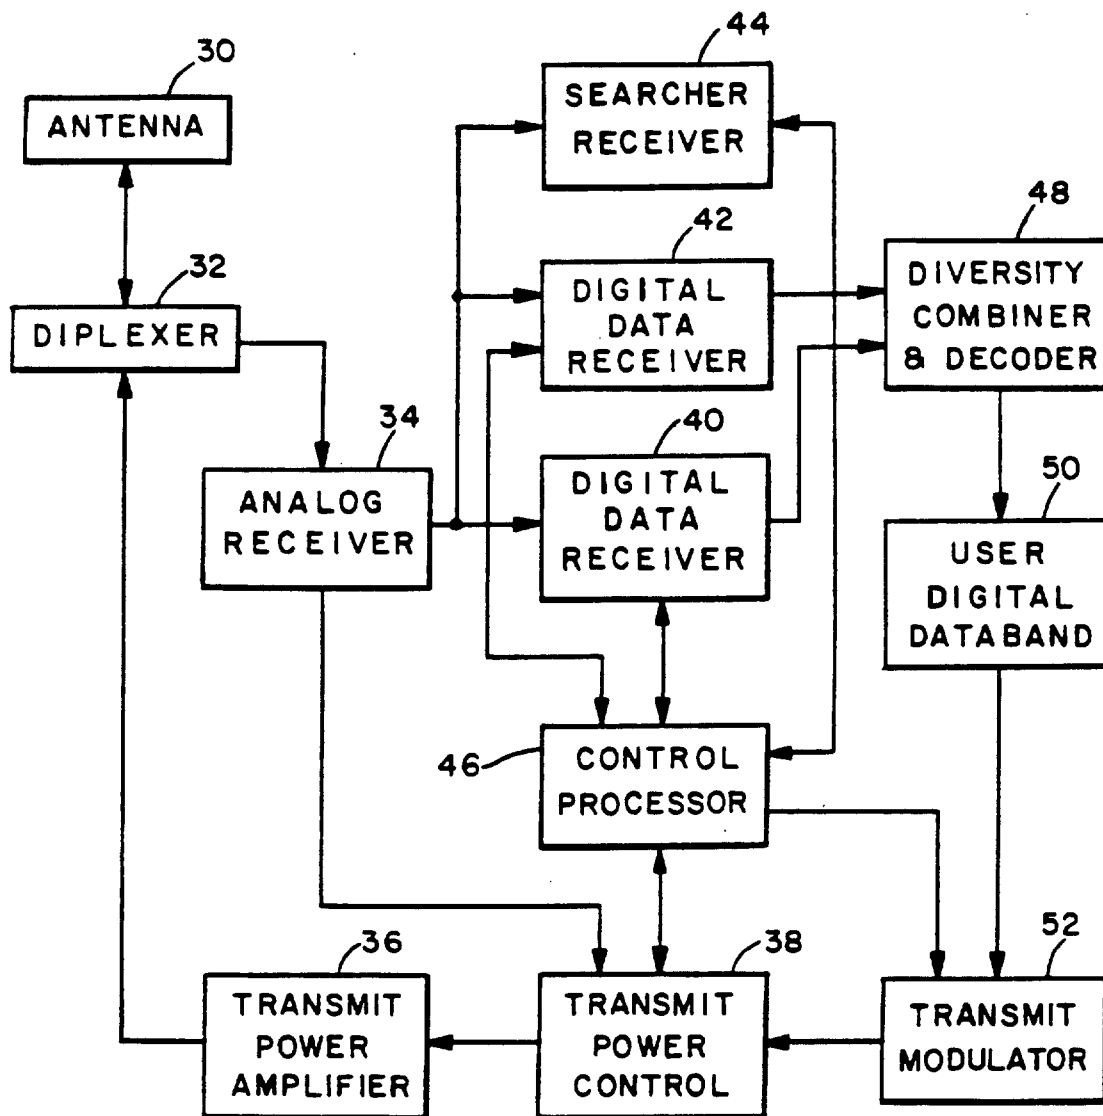 44
30
SEARCHER
RECEIVER
ANTENNA
48
42
32
DIVERSITY
COMBINER
& DECODER
DIGITAL
DATA
RECEIVER
DIPLEXER
34
40
ANALOG
RECEIVER
DIGITAL
DATA
RECEIVER
50
USER
DIGITAL
DATABAND
46
CONTROL
PROCESSOR
36
38
52
TRANSMIT
POWER
AMPLIFIER
TRANSMIT
POWER
CONTROL
TRANSMIT
MODULATOR